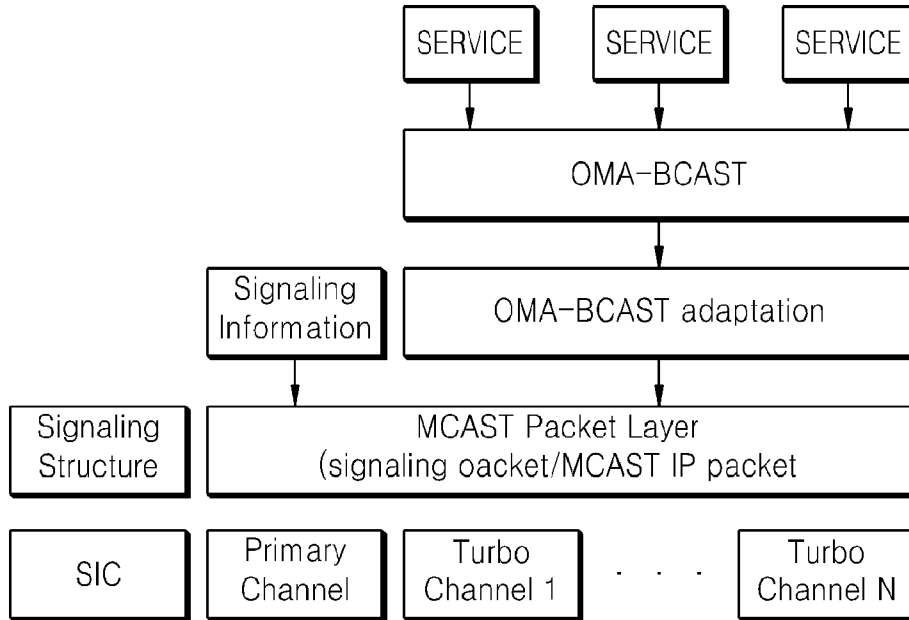 SERVICE
SERVICE
SERVICE
OMA-BCAST
Signaling
Information
OMA-BCAST adaptation
Signaling
Structure
MCAST Packet Layer
(signaling oacket/MCAST IP packet
SIC
Primary
Channel
Turbo
Channel 1
. . .
Turbo
Channel N